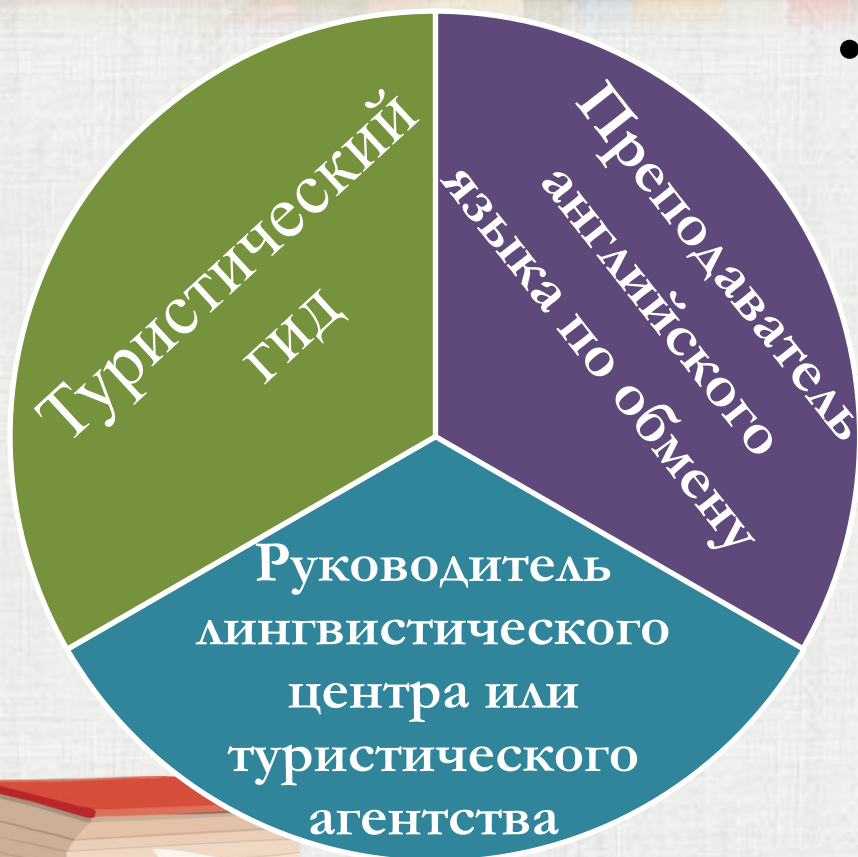 Туристический
гид
Преподаватель
английского
языка по обмену
Руководитель
лингвистического
центра или
туристического
агентства